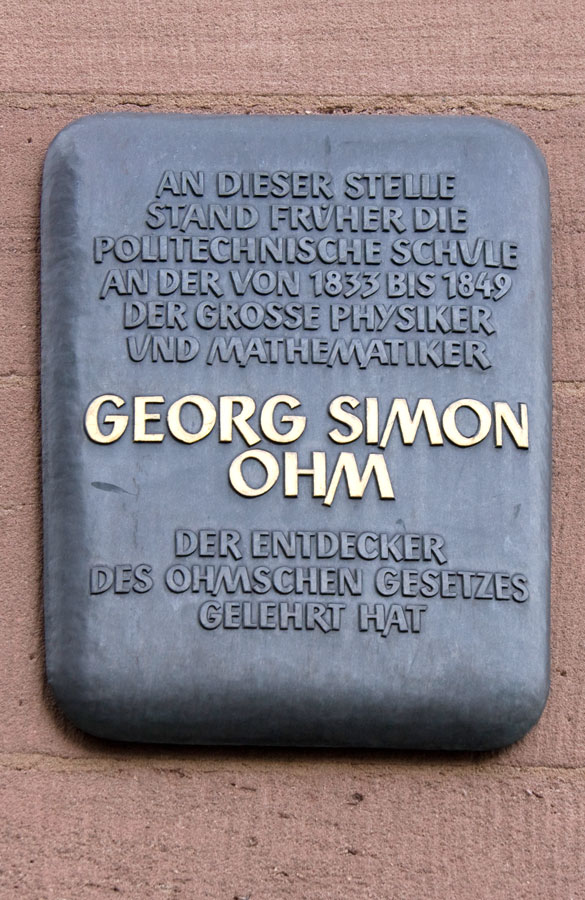 AN DIESER STELLE
STAND FRÜHER DIE
POLITECHNISCHE SCHVLE
AN DER VON 1833 BIS 1849
DER GROSSE PHYSIKER
VND MATHEMATIKER
GEORG SIMON
OHM
DER ENTDECKER
DES OHMSCHEN GESETZES
GELEHRT HAT